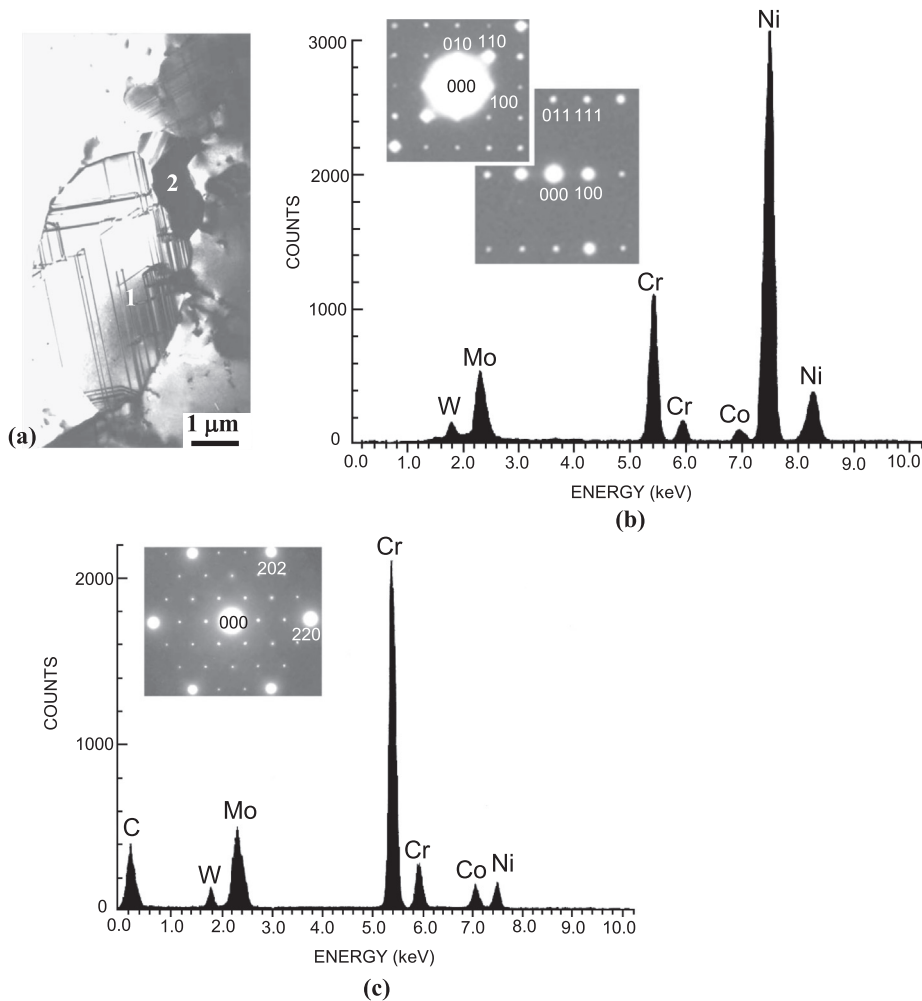 2
1
1 μm
(a)
Ni
3000
010 110
000
100
011 111
2000
000 100
COUNTS
Cr
1000
Mo
Ni
W
Cr
Co
0
0.0 1.0 2.0 3.0 4.0 5.0 6.0 7.0 8.0 9.0 10.0
ENERGY (keV)
(b)
Cr
2000
202
000
220
COUNTS
1000
C
Mo
W
Cr
Co
Ni
0
0.0 1.0 2.0 3.0 4.0 5.0 6.0 7.0 8.0 9.0 10.0
ENERGY (keV)
(c)